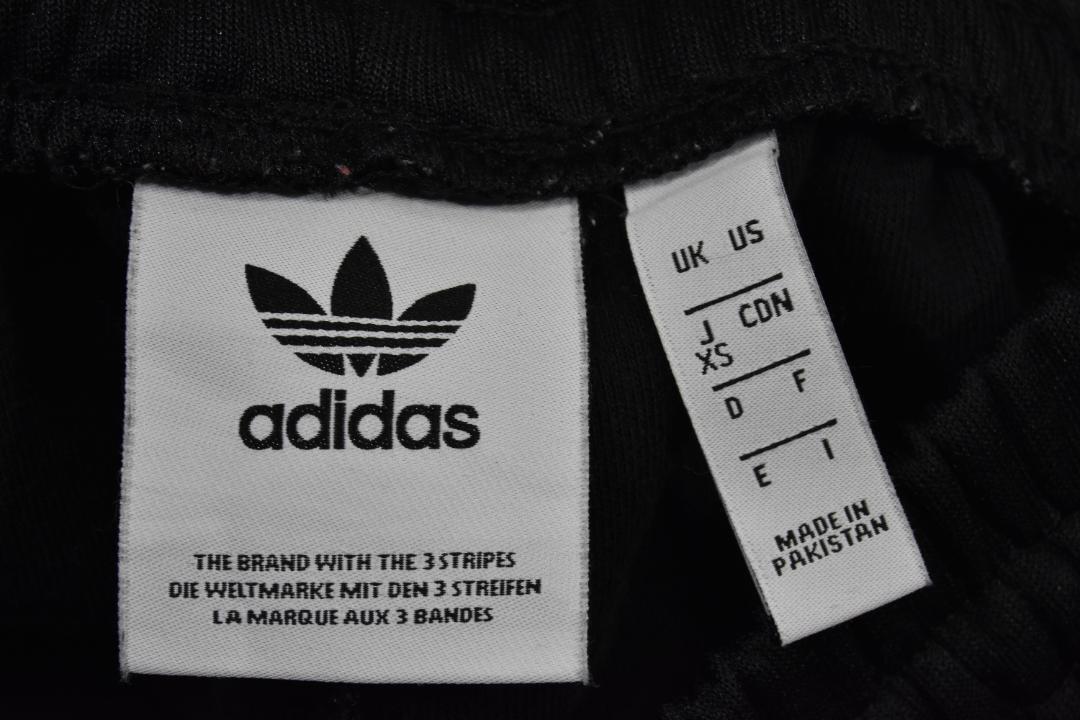 adidas
THE BRAND WITH THE 3 STRIPES
DIE WELTMARKE MIT DEN 3 STREIFEN
LA MARQUE AUX 3 BANDES
UK US
J CDN
XS
D F
E I
MADE IN
PAKISTAN